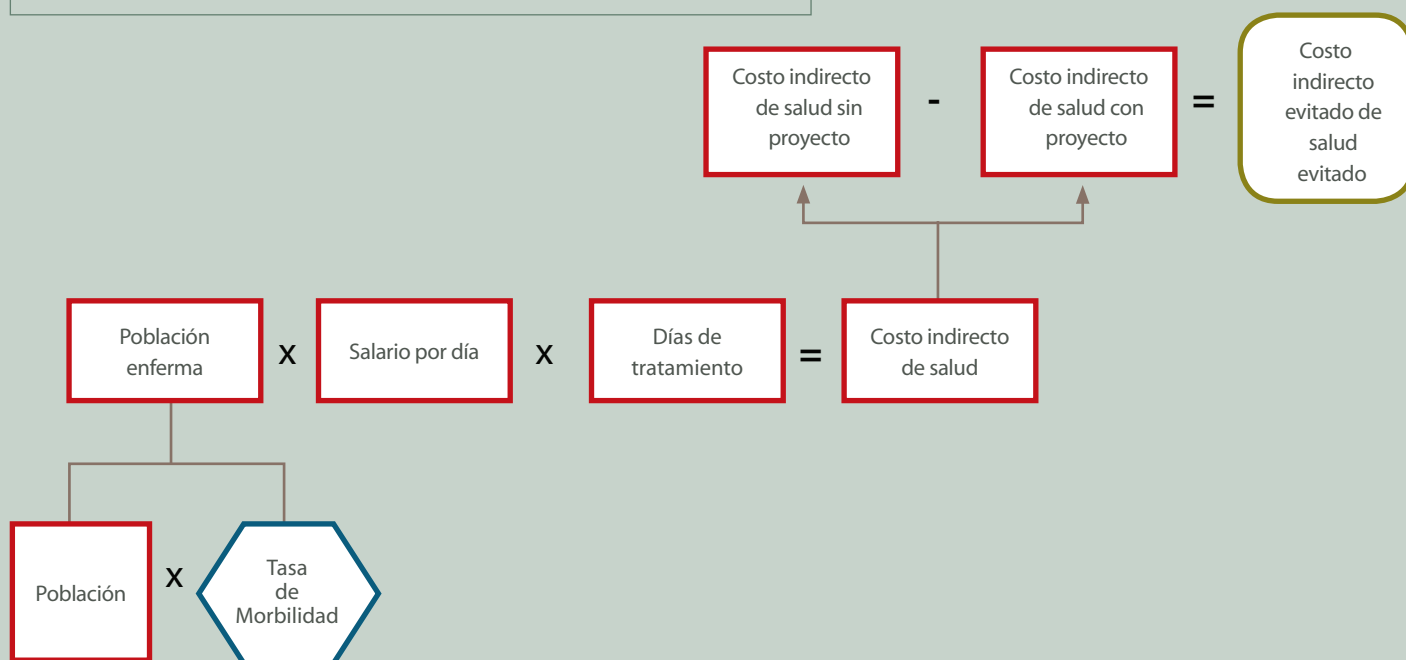 Costo indirecto
de salud sin
proyecto
-
Costo indirecto
de salud con
proyecto
=
Costo
indirecto
evitado de
salud
evitado
Población
enferma
x
Salario por día
x
Días de
tratamiento
=
Costo indirecto
de salud
Población
x
Tasa
de
Morbilidad